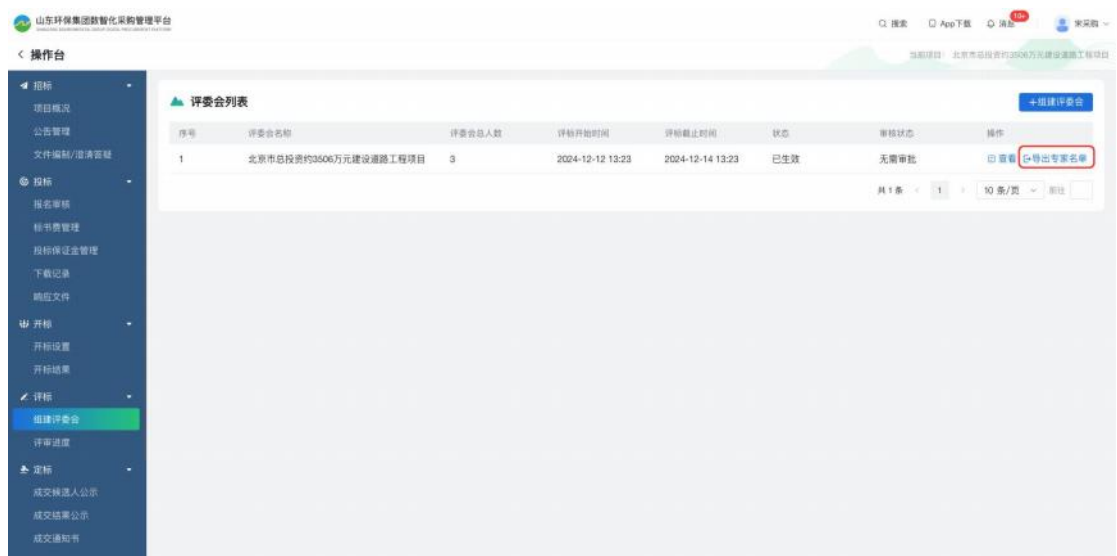 山东环保集团数智化采购管理平台
搜索 App下载 消息 10+ 宋采购
操作台
当前项目: 北京市总投资约3506万元建设道路工程项目
招标
项目概况
公告管理
文件编制/澄清答疑
投标
报名审核
标书费管理
投标保证金管理
下载记录
响应文件
开标
开标设置
开标结果
评标
组建评委会
评审进度
定标
成交候选人公示
成交结果公示
成交通知书
评委会列表
+组建评委会
序号 评委会名称 评委会总人数 评标开始时间 评标截止时间 状态 审核状态 操作
1 北京市总投资约3506万元建设道路工程项目 3 2024-12-12 13:23 2024-12-14 13:23 已生效 无需审批 查看 导出专家名单
共 1 条 < 1 > 10 条/页 前往